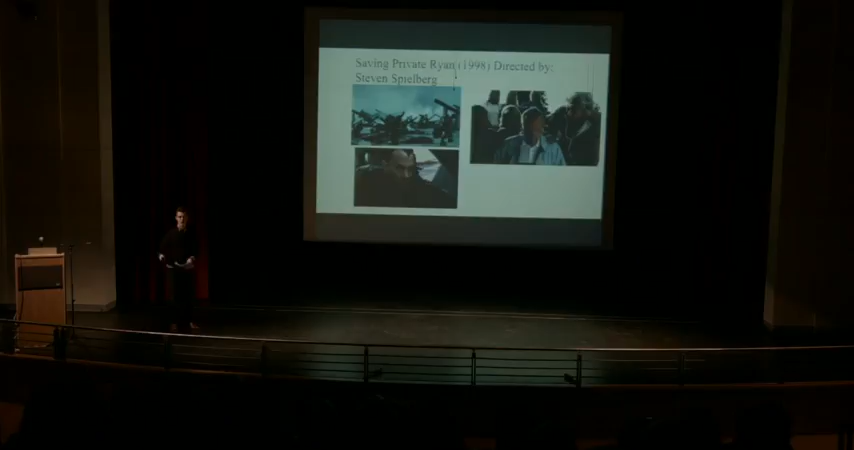 Saving Private Ryan (1998) Directed by:
Steven Spielberg